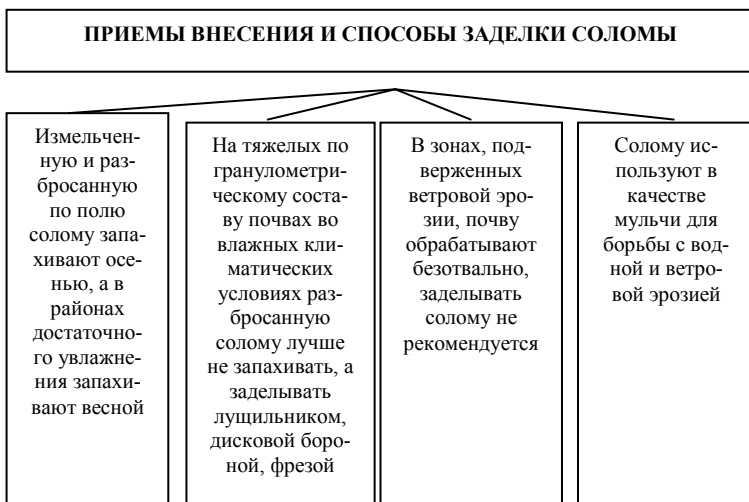 ПРИЕМЫ ВНЕСЕНИЯ И СПОСОБЫ ЗАДЕЛКИ СОЛОМЫ
Измельчен-
ную и раз-
бросанную
по полю
солому запа-
хивают осе-
нью, а в
районах
достаточно-
го увлажне-
ния запахи-
вают весной
На тяжелых по
гранулометри-
ческому соста-
ву почвах во
влажных кли-
матических
условиях раз-
бросанную
солому лучше
не запахивать, а
заделывать
лущильником,
дисковой боро-
ной, фрезой
В зонах, под-
верженных
ветровой эро-
зии, почву
обрабатывают
безотвально,
заделывать
солому не
рекомендуется
Солому ис-
пользуют в
качестве
мульчи для
борьбы с вод-
ной и ветро-
вой эрозией